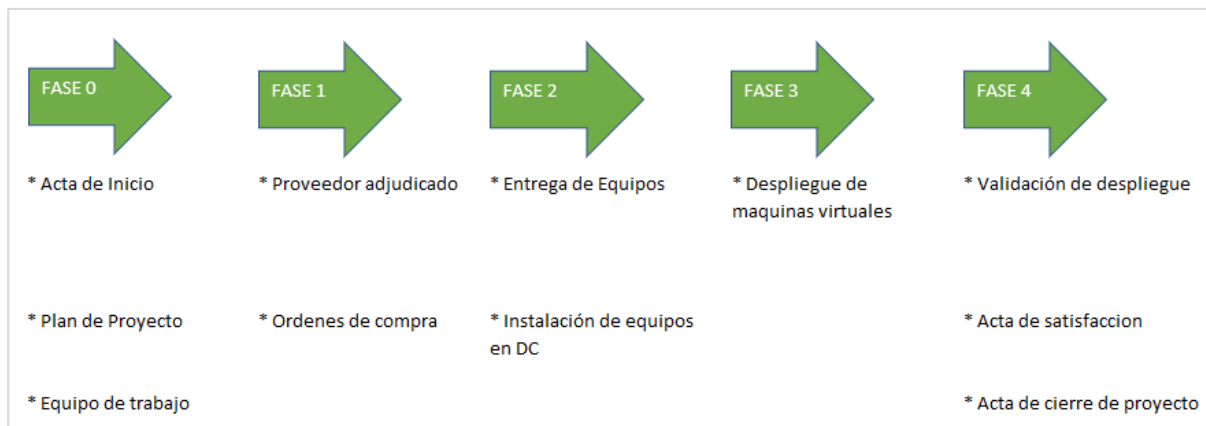 FASE 0
FASE 1
FASE 2
FASE 3
FASE 4
* Acta de Inicio
* Proveedor adjudicado
* Entrega de Equipos
* Despliegue de
maquinas virtuales
* Validación de despliegue
* Plan de Proyecto
* Ordenes de compra
* Instalación de equipos
en DC
* Acta de satisfaccion
* Equipo de trabajo
* Acta de cierre de proyecto